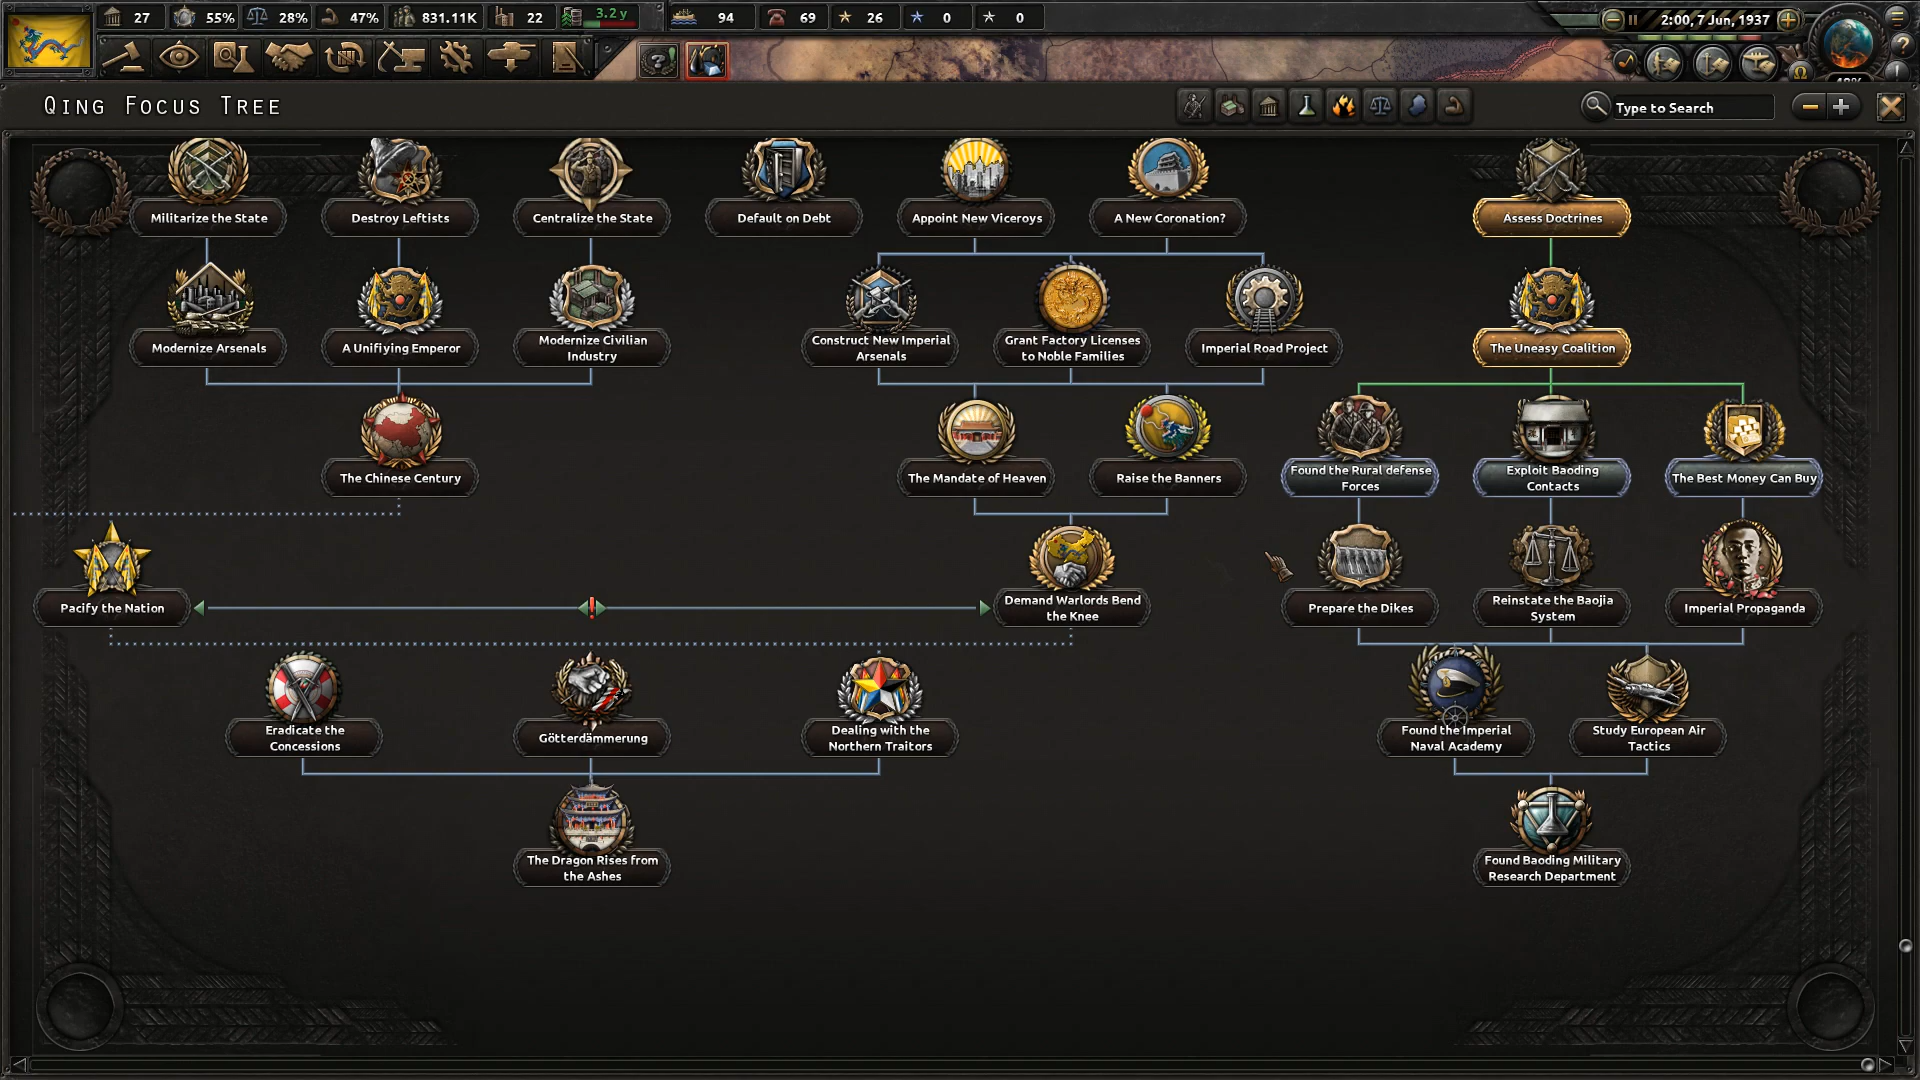 27
55%
28%
47%
831.11K
22
3.2 y
94
69
26
0
0
2:00, 7 Jun, 1937
Qing Focus Tree
Type to Search
Militarize the State
Destroy Leftists
Centralize the State
Default on Debt
Appoint New Viceroys
A New Coronation?
Assess Doctrines
Modernize Arsenals
A Unifiying Emperor
Modernize Civilian
Industry
Construct New Imperial
Arsenals
Grant Factory Licenses
to Noble Families
Imperial Road Project
The Uneasy Coalition
The Chinese Century
The Mandate of Heaven
Raise the Banners
Found the Rural defense
Forces
Exploit Baoding
Contacts
The Best Money Can Buy
Pacify the Nation
Demand Warlords Bend
the Knee
Prepare the Dikes
Reinstate the Baojia
System
Imperial Propaganda
Eradicate the
Concessions
Götterdämmerung
Dealing with the
Northern Traitors
Found the Imperial
Naval Academy
Study European Air
Tactics
The Dragon Rises from
the Ashes
Found Baoding Military
Research Department